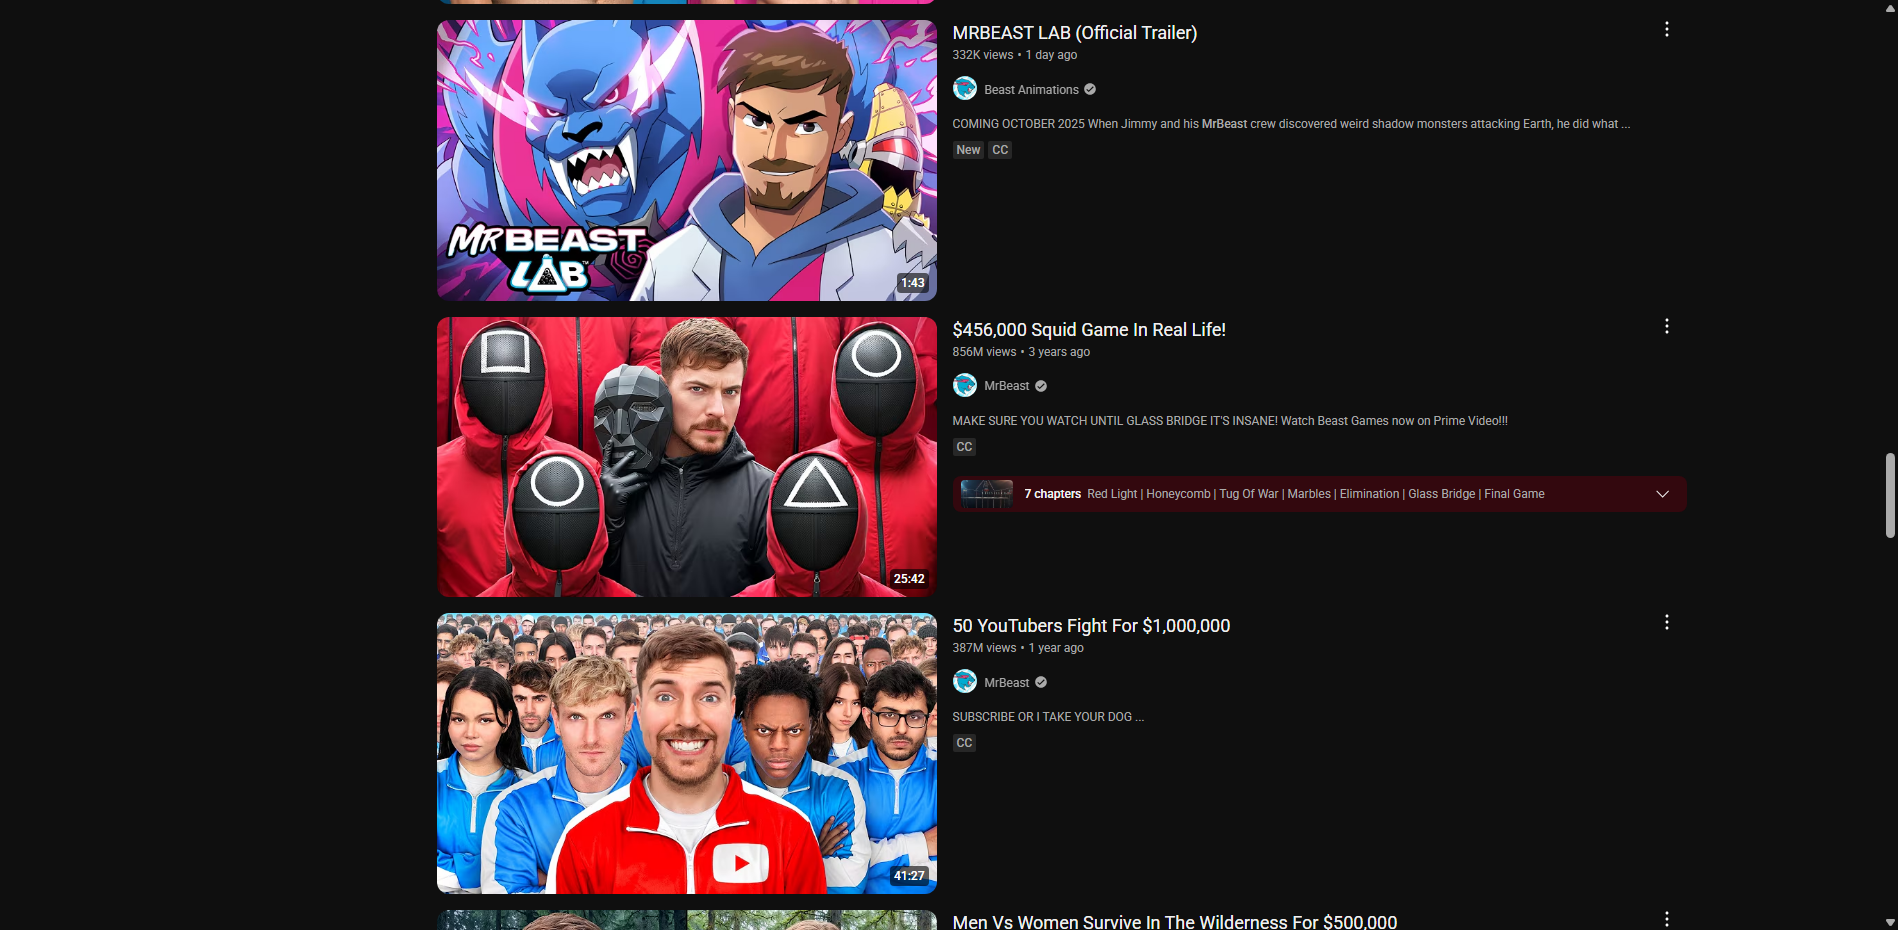 MRBEAST
LAB
™
1:43
MRBEAST LAB (Official Trailer)
332K views • 1 day ago
Beast Animations
COMING OCTOBER 2025 When Jimmy and his MrBeast crew discovered weird shadow monsters attacking Earth, he did what ...
New CC
25:42
$456,000 Squid Game In Real Life!
856M views • 3 years ago
MrBeast
MAKE SURE YOU WATCH UNTIL GLASS BRIDGE IT'S INSANE! Watch Beast Games now on Prime Video!!!
CC
7 chapters Red Light | Honeycomb | Tug Of War | Marbles | Elimination | Glass Bridge | Final Game
41:27
50 YouTubers Fight For $1,000,000
387M views • 1 year ago
MrBeast
SUBSCRIBE OR I TAKE YOUR DOG ...
CC
Men Vs Women Survive In The Wilderness For $500,000